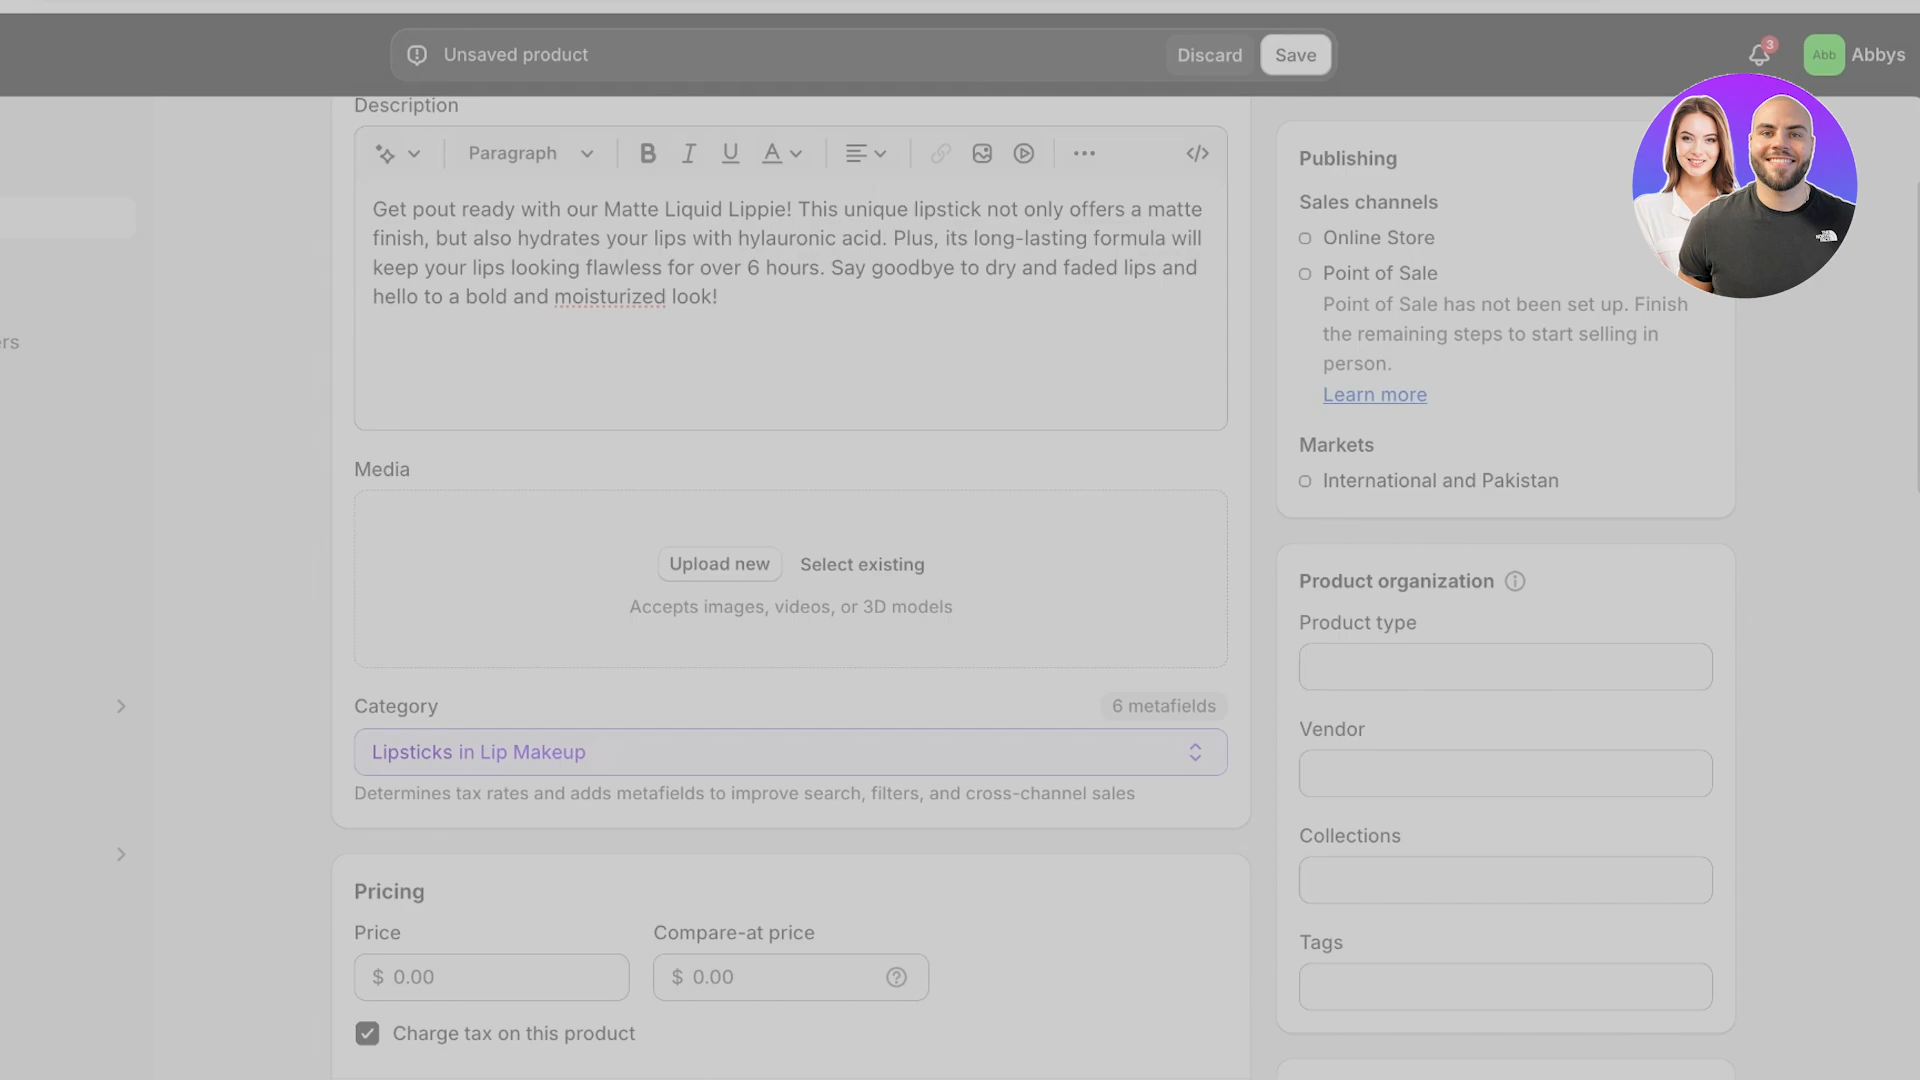 Unsaved product
Discard
Save
3
Abb
Abbys
Description
Paragraph
Get pout ready with our Matte Liquid Lippie! This unique lipstick not only offers a matte
finish, but also hydrates your lips with hylauronic acid. Plus, its long-lasting formula will
keep your lips looking flawless for over 6 hours. Say goodbye to dry and faded lips and
hello to a bold and moisturized look!
Media
Upload new
Select existing
Accepts images, videos, or 3D models
Category
6 metafields
Lipsticks in Lip Makeup
Determines tax rates and adds metafields to improve search, filters, and cross-channel sales
Pricing
Price
Compare-at price
$ 0.00
$ 0.00
Charge tax on this product
Publishing
Sales channels
Online Store
Point of Sale
Point of Sale has not been set up. Finish
the remaining steps to start selling in
person.
Learn more
Markets
International and Pakistan
Product organization
Product type
Vendor
Collections
Tags
ers